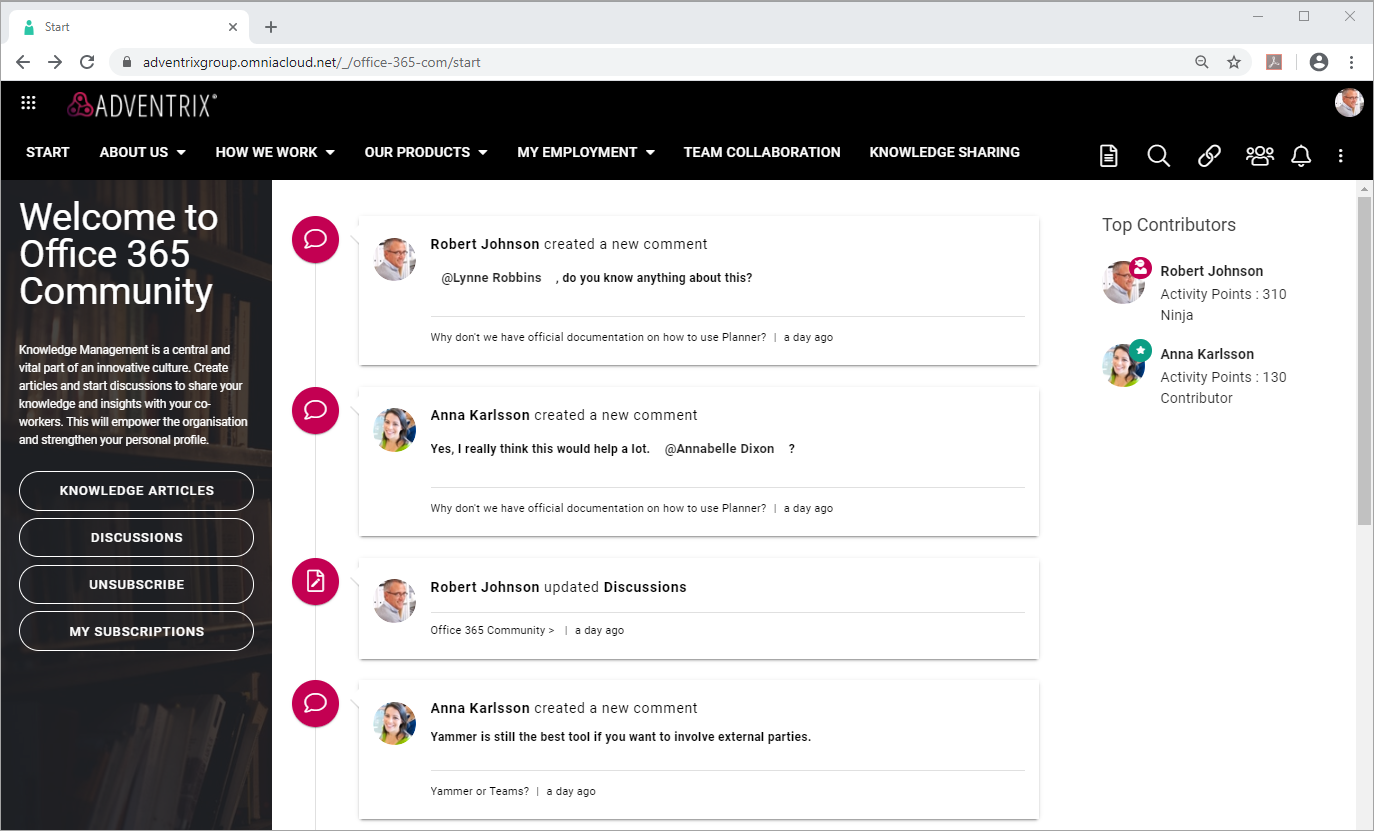 Start
adventrixgroup.omniacloud.net/_/office-365-com/start
ADVENTRIX®
START ABOUT US HOW WE WORK OUR PRODUCTS MY EMPLOYMENT TEAM COLLABORATION KNOWLEDGE SHARING
Welcome to
Office 365
Community
Knowledge Management is a central and
vital part of an innovative culture. Create
articles and start discussions to share your
knowledge and insights with your co-
workers. This will empower the organisation
and strengthen your personal profile.
KNOWLEDGE ARTICLES
DISCUSSIONS
UNSUBSCRIBE
MY SUBSCRIPTIONS
Robert Johnson created a new comment
@Lynne Robbins , do you know anything about this?
Why don't we have official documentation on how to use Planner? | a day ago
Anna Karlsson created a new comment
Yes, I really think this would help a lot. @Annabelle Dixon ?
Why don't we have official documentation on how to use Planner? | a day ago
Robert Johnson updated Discussions
Office 365 Community > | a day ago
Anna Karlsson created a new comment
Yammer is still the best tool if you want to involve external parties.
Yammer or Teams? | a day ago
Top Contributors
Robert Johnson
Activity Points : 310
Ninja
Anna Karlsson
Activity Points : 130
Contributor